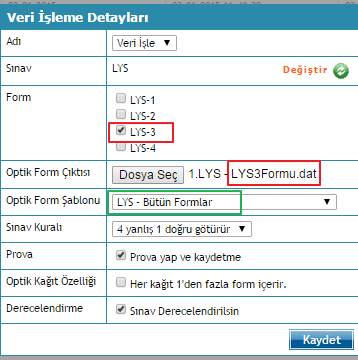 Veri İşleme Detayları
Adı Veri İşle
Sınav LYS Değiştir
Form LYS-1
LYS-2
LYS-3
LYS-4
Optik Form Çıktısı Dosya Seç 1.LYS - LYS3Formu.dat
Optik Form Şablonu LYS - Bütün Formlar
Sınav Kuralı 4 yanlış 1 doğru götürür
Prova Prova yap ve kaydetme
Optik Kağıt Özelliği Her kağıt 1'den fazla form içerir.
Derecelendirme Sınav Derecelendirilsin
Kaydet